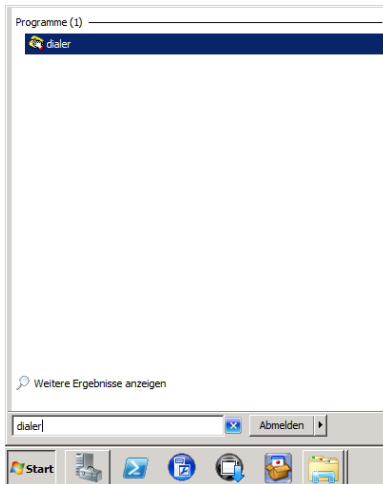 Programme (1)
dialer
Weitere Ergebnisse anzeigen
dialer
Abmelden
Start